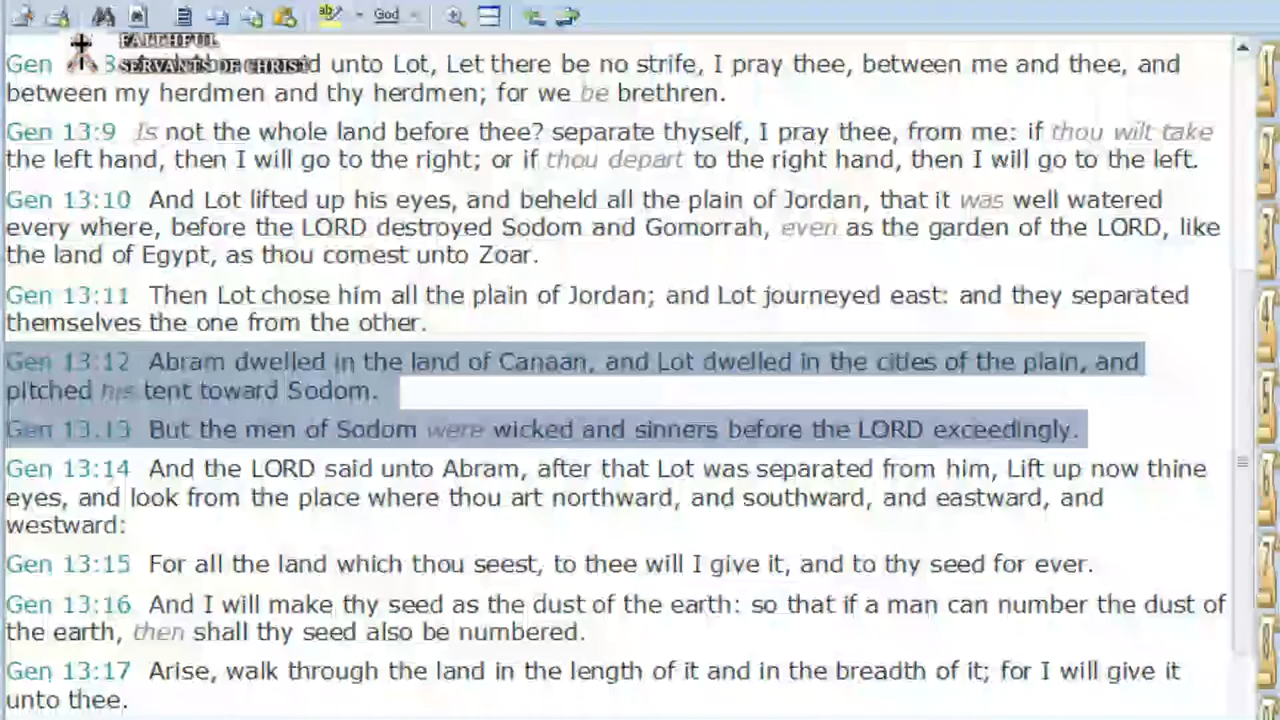 ab
God
FAITHFUL
SERVANTS OF CHRIST
Gen unto Lot, Let there be no strife, I pray thee, between me and thee, and
between my herdmen and thy herdmen; for we be brethren.
Gen 13:9 Is not the whole land before thee? separate thyself, I pray thee, from me: if thou wilt take
the left hand, then I will go to the right; or if thou depart to the right hand, then I will go to the left.
Gen 13:10 And Lot lifted up his eyes, and beheld all the plain of Jordan, that it was well watered
every where, before the LORD destroyed Sodom and Gomorrah, even as the garden of the LORD, like
the land of Egypt, as thou comest unto Zoar.
Gen 13:11 Then Lot chose him all the plain of Jordan; and Lot journeyed east: and they separated
themselves the one from the other.
Gen 13:12 Abram dwelled in the land of Canaan, and Lot dwelled in the cities of the plain, and
pitched his tent toward Sodom.
Gen 13:13 But the men of Sodom were wicked and sinners before the LORD exceedingly.
Gen 13:14 And the LORD said unto Abram, after that Lot was separated from him, Lift up now thine
eyes, and look from the place where thou art northward, and southward, and eastward, and
westward:
Gen 13:15 For all the land which thou seest, to thee will I give it, and to thy seed for ever.
Gen 13:16 And I will make thy seed as the dust of the earth: so that if a man can number the dust of
the earth, then shall thy seed also be numbered.
Gen 13:17 Arise, walk through the land in the length of it and in the breadth of it; for I will give it
unto thee.
1
2
3
4
5
6
7
8